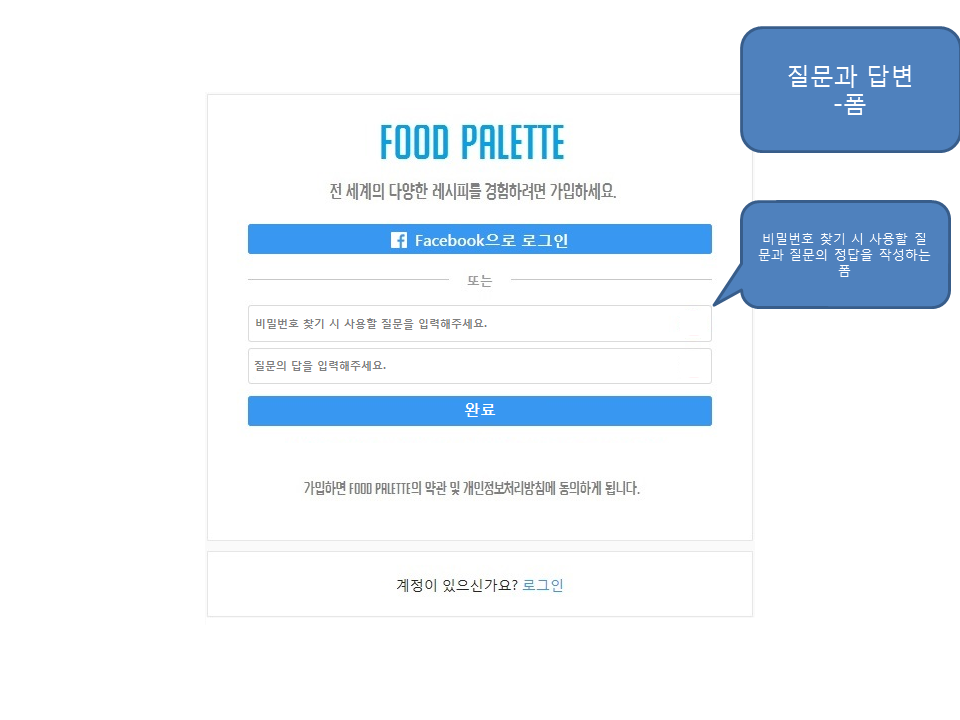 질문과 답변
-폼
FOOD PALETTE
전 세계의 다양한 레시피를 경험하려면 가입하세요.
Facebook으로 로그인
또는
비밀번호 찾기 시 사용할 질
문과 질문의 정답을 작성하는
폼
비밀번호 찾기 시 사용할 질문을 입력해주세요.
질문의 답을 입력해주세요.
완료
가입하면 FOOD PALETTE의 약관 및 개인정보처리방침에 동의하게 됩니다.
계정이 있으신가요? 로그인